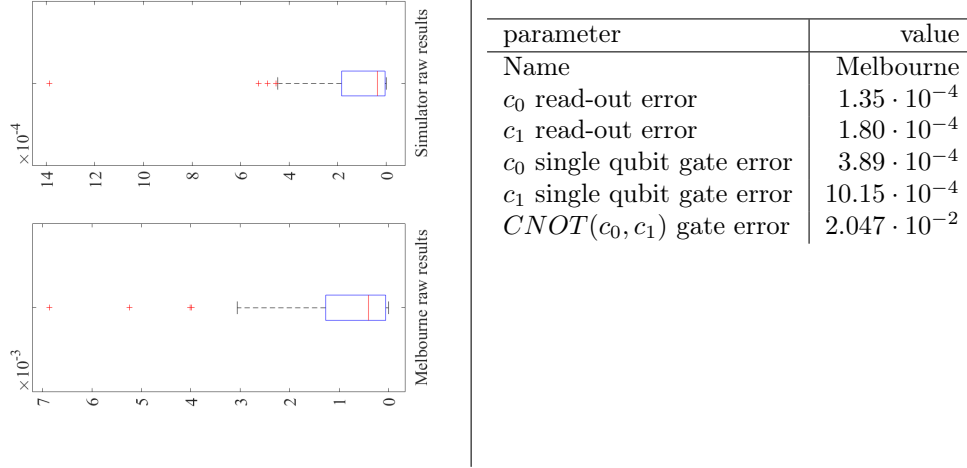 ×10⁻⁴
14
12
10
8
6
4
2
0
Simulator raw results
×10⁻³
7
6
5
4
3
2
1
0
Melbourne raw results
parameter value
Name Melbourne
c₀ read-out error 1.35 · 10⁻⁴
c₁ read-out error 1.80 · 10⁻⁴
c₀ single qubit gate error 3.89 · 10⁻⁴
c₁ single qubit gate error 10.15 · 10⁻⁴
CNOT(c₀, c₁) gate error 2.047 · 10⁻²